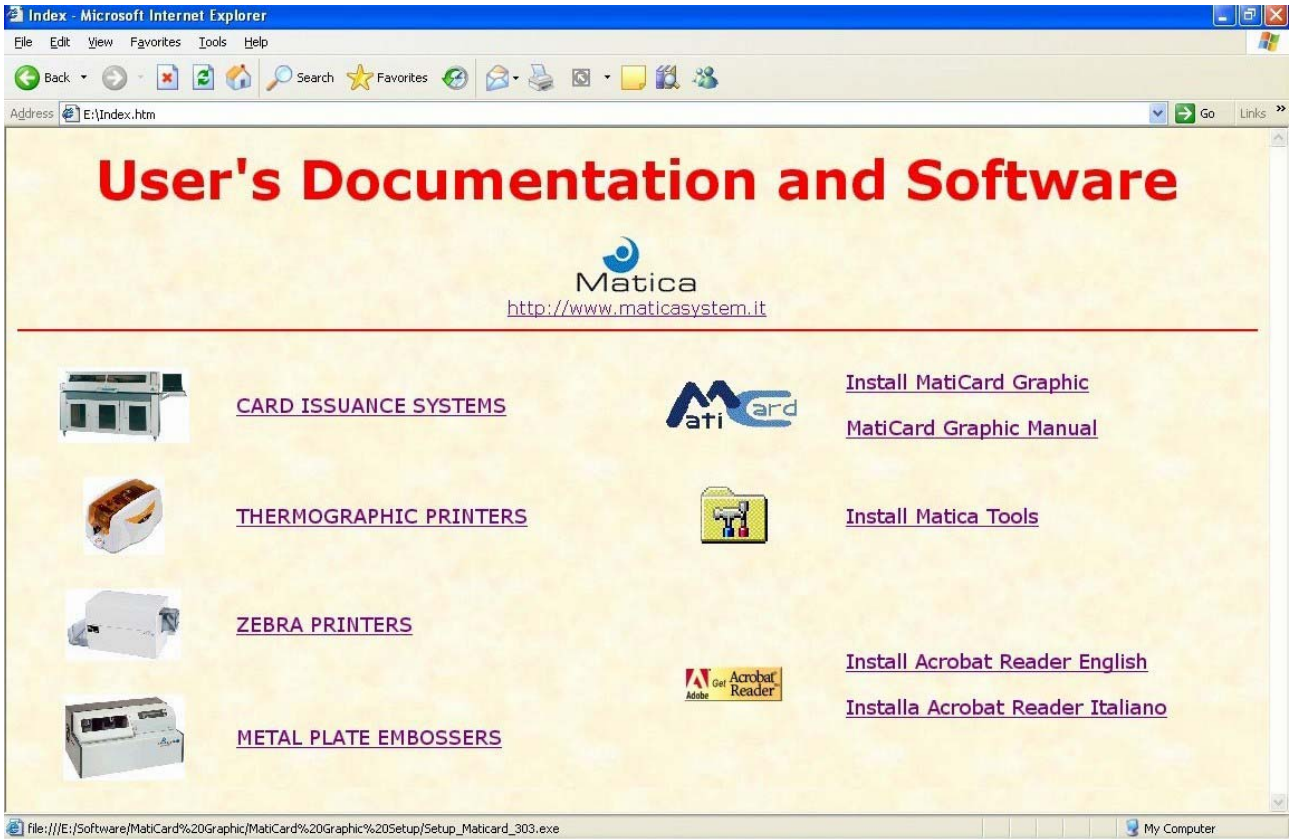 Index - Microsoft Internet Explorer
File Edit View Favorites Tools Help
Back Search Favorites
Address E:\Index.htm Go Links »
User's Documentation and Software
Matica
http://www.maticasystem.it
CARD ISSUANCE SYSTEMS
THERMOGRAPHIC PRINTERS
ZEBRA PRINTERS
METAL PLATE EMBOSSERS
MatiCard
Install MatiCard Graphic
MatiCard Graphic Manual
Install Matica Tools
Adobe Get Acrobat Reader
Install Acrobat Reader English
Installa Acrobat Reader Italiano
file:///E:/Software/MatiCard%20Graphic/MatiCard%20Graphic%20Setup/Setup_Maticard_303.exe My Computer